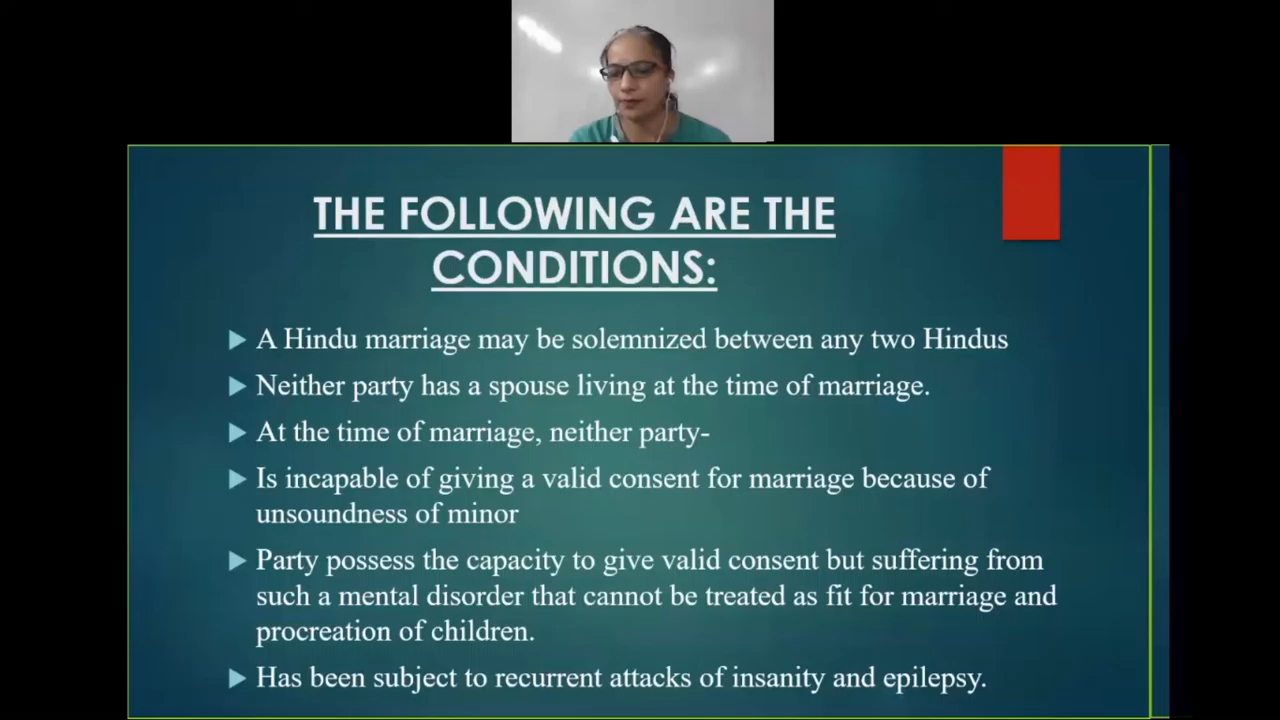 THE FOLLOWING ARE THE
CONDITIONS:
A Hindu marriage may be solemnized between any two Hindus
Neither party has a spouse living at the time of marriage.
At the time of marriage, neither party-
Is incapable of giving a valid consent for marriage because of
unsoundness of minor
Party possess the capacity to give valid consent but suffering from
such a mental disorder that cannot be treated as fit for marriage and
procreation of children.
Has been subject to recurrent attacks of insanity and epilepsy.